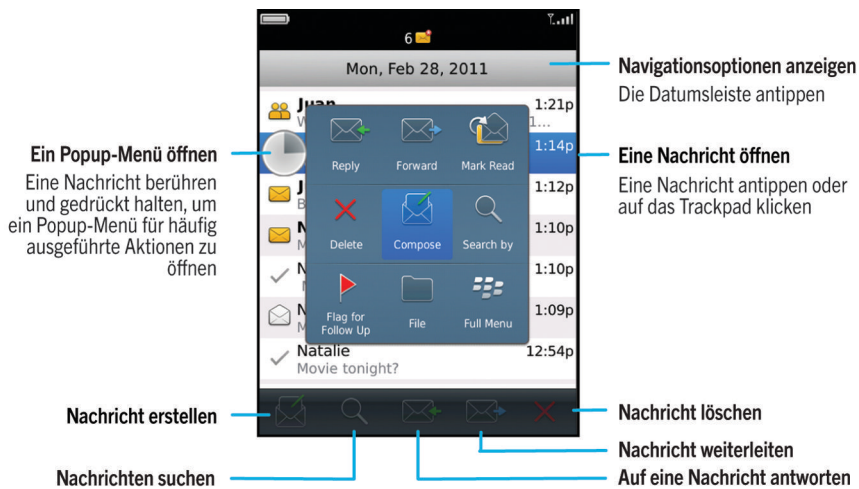 6
Mon, Feb 28, 2011
Navigationsoptionen anzeigen
Die Datumsleiste antippen
Juan
1:21p
1...
1:14p
Ein Popup-Menü öffnen
Eine Nachricht berühren
und gedrückt halten, um
ein Popup-Menü für häufig
ausgeführte Aktionen zu
öffnen
Eine Nachricht öffnen
Eine Nachricht antippen oder
auf das Trackpad klicken
Reply
Forward
Mark Read
1:12p
1:10p
Delete
Compose
Search by
1:10p
1:09p
Flag for
Follow Up
File
Full Menu
Natalie
12:54p
Movie tonight?
Nachricht erstellen
Nachrichten suchen
Nachricht löschen
Nachricht weiterleiten
Auf eine Nachricht antworten